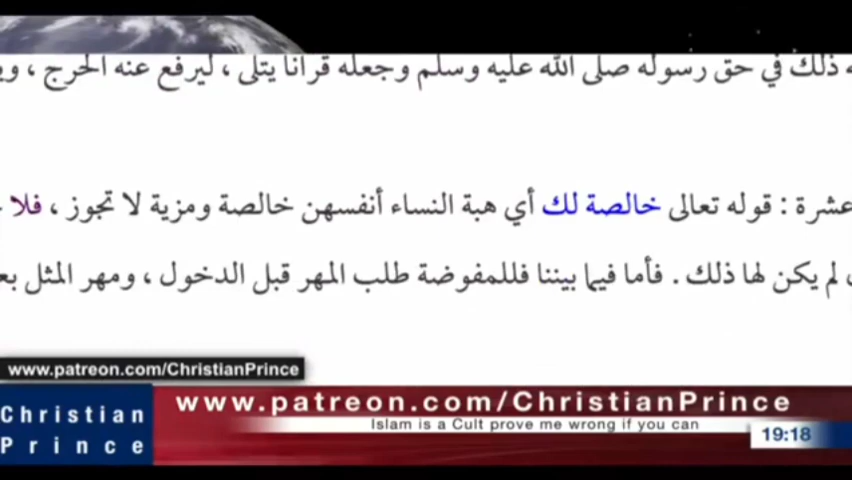 ذلك في حق رسوله صلى الله عليه وسلم وجعله قرآنا يتلى ، ليرفع عنه الحرج ،
عشرة : قوله تعالى خالصة لك أي هبة النساء أنفسهن خالصة ومزية لا تجوز ، فلا
لم يكن لها ذلك . فأما فيما بيننا فللمفوضة طلب المهر قبل الدخول ، ومهر المثل
www.patreon.com/ChristianPrince
www.patreon.com/ChristianPrince
Islam is a Cult prove me wrong if you can
Christian
Prince
19:18